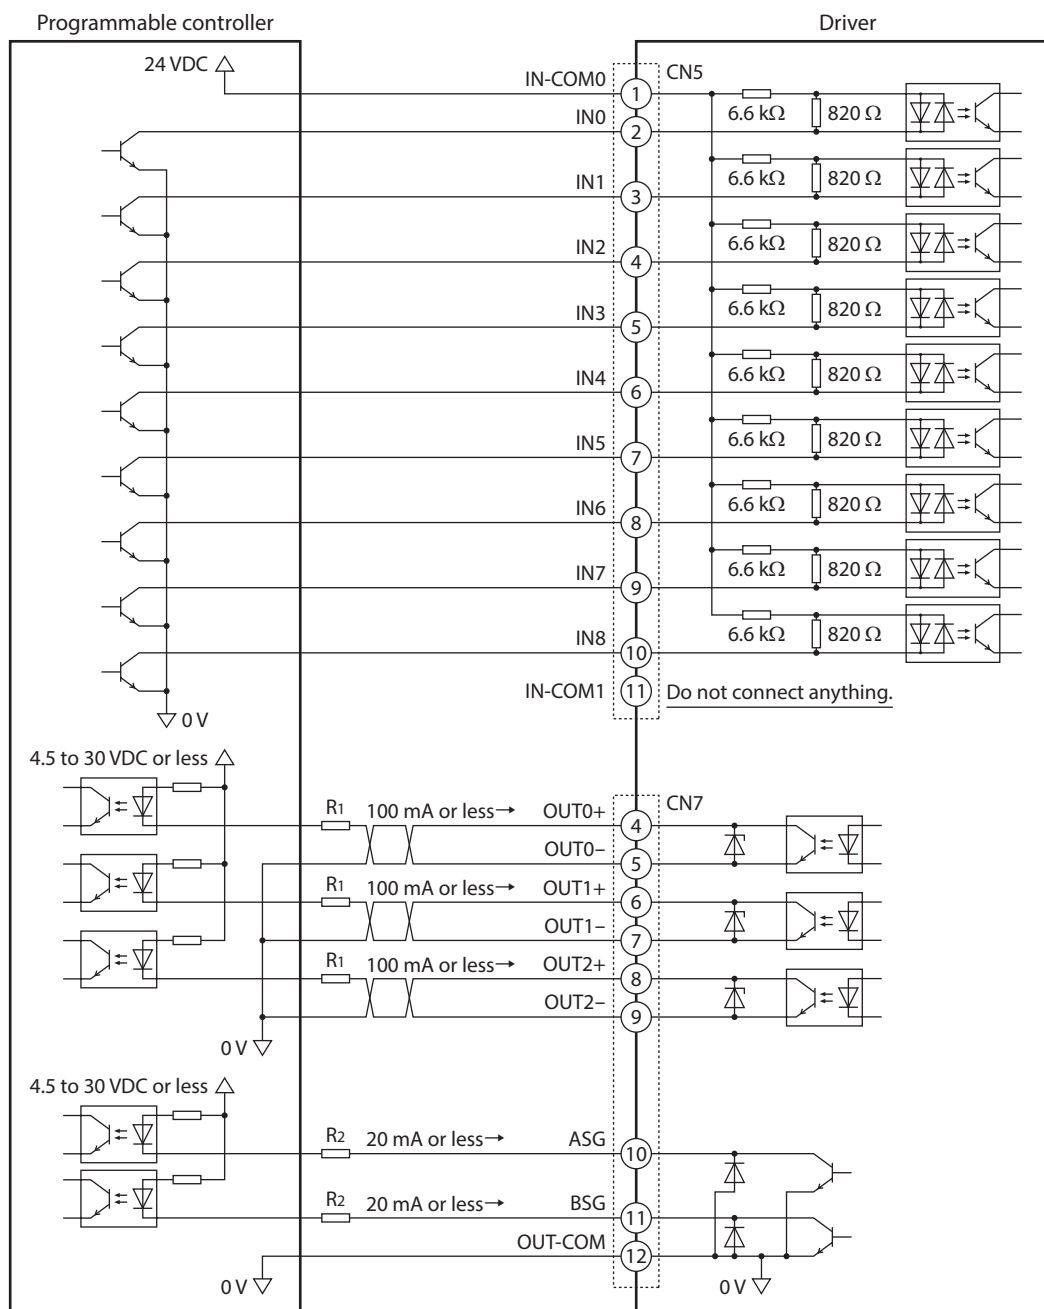 Programmable controller
Driver
24 VDC
IN-COM0
1
CN5
6.6 kΩ
820 Ω
IN0
2
IN1
3
6.6 kΩ
820 Ω
IN2
4
6.6 kΩ
820 Ω
IN3
5
6.6 kΩ
820 Ω
IN4
6
6.6 kΩ
820 Ω
IN5
7
6.6 kΩ
820 Ω
IN6
8
6.6 kΩ
820 Ω
IN7
9
6.6 kΩ
820 Ω
IN8
10
6.6 kΩ
820 Ω
IN-COM1
11
Do not connect anything.
0 V
4.5 to 30 VDC or less
CN7
R1
100 mA or less→
OUT0+
4
OUT0−
5
R1
100 mA or less→
OUT1+
6
OUT1−
7
R1
100 mA or less→
OUT2+
8
OUT2−
9
0 V
4.5 to 30 VDC or less
R2
20 mA or less→
ASG
10
R2
20 mA or less→
BSG
11
OUT-COM
12
0 V
0 V